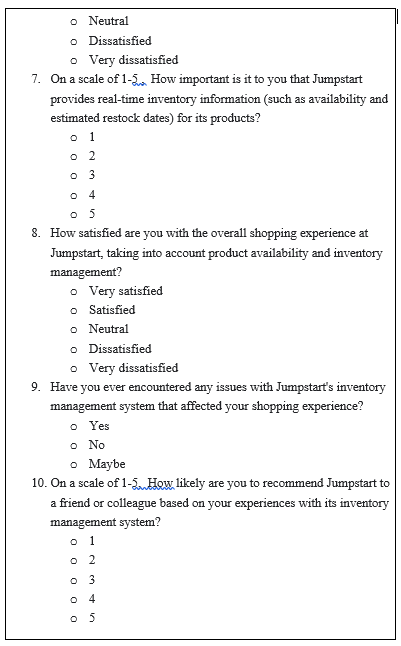 o Neutral
o Dissatisfied
o Very dissatisfied
7. On a scale of 1-5, How important is it to you that Jumpstart
provides real-time inventory information (such as availability and
estimated restock dates) for its products?
o 1
o 2
o 3
o 4
o 5
8. How satisfied are you with the overall shopping experience at
Jumpstart, taking into account product availability and inventory
management?
o Very satisfied
o Satisfied
o Neutral
o Dissatisfied
o Very dissatisfied
9. Have you ever encountered any issues with Jumpstart's inventory
management system that affected your shopping experience?
o Yes
o No
o Maybe
10. On a scale of 1-5, How likely are you to recommend Jumpstart to
a friend or colleague based on your experiences with its inventory
management system?
o 1
o 2
o 3
o 4
o 5